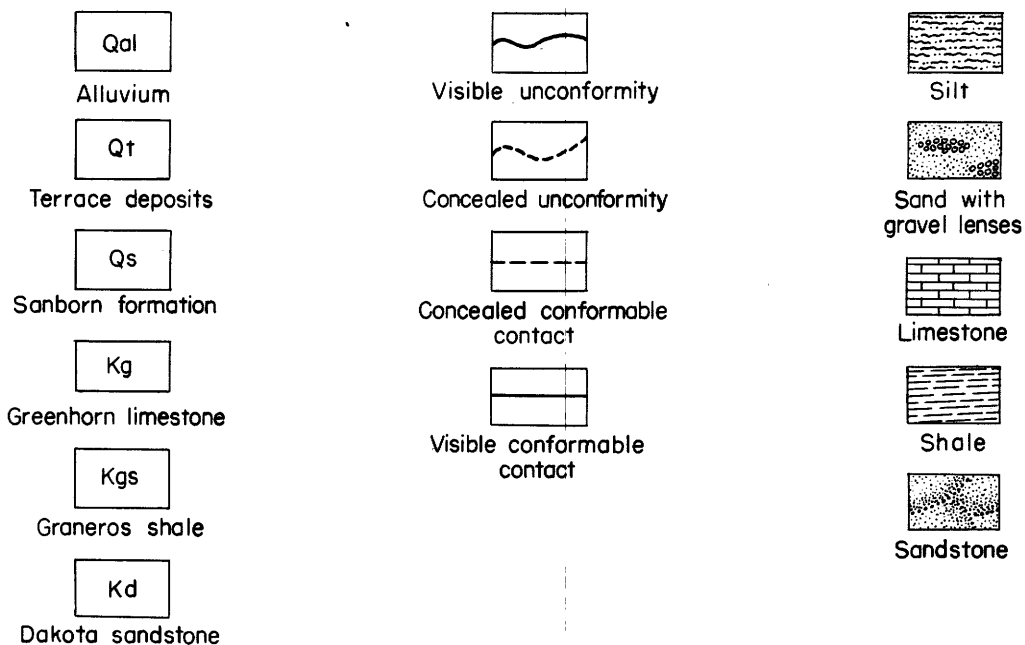 Qal
Alluvium
Qt
Terrace deposits
Qs
Sanborn formation
Kg
Greenhorn limestone
Kgs
Graneros shale
Kd
Dakota sandstone
Visible unconformity
Concealed unconformity
Concealed conformable
contact
Visible conformable
contact
Silt
Sand with
gravel lenses
Limestone
Shale
Sandstone